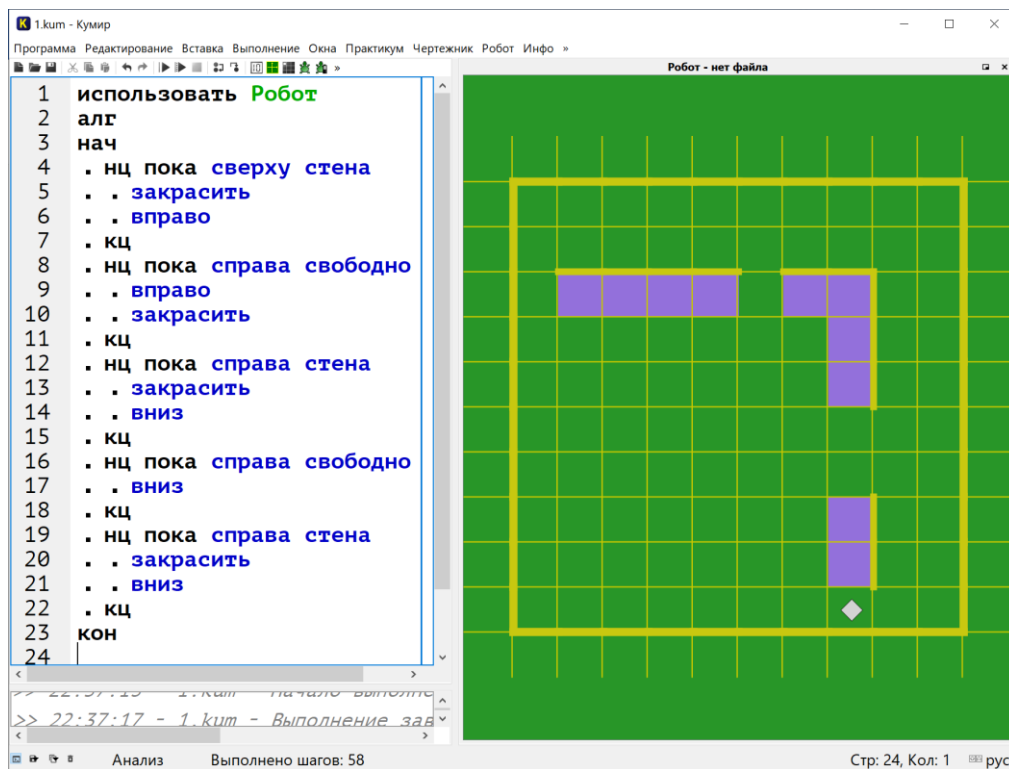 1.kum - Кумир
Программа Редактирование Вставка Выполнение Окна Практикум Чертежник Робот Инфо »
»
Робот - нет файла
1 использовать Робот
2 алг
3 нач
4 . нц пока сверху стена
5 . . закрасить
6 . . вправо
7 . кц
8 . нц пока справа свободно
9 . . вправо
10 . . закрасить
11 . кц
12 . нц пока справа стена
13 . . закрасить
14 . . вниз
15 . кц
16 . нц пока справа свободно
17 . . вниз
18 . кц
19 . нц пока справа стена
20 . . закрасить
21 . . вниз
22 . кц
23 кон
24
>> 22:37:17 - 1.kum - Выполнение зав
Анализ Выполнено шагов: 58 Стр: 24, Кол: 1 рус